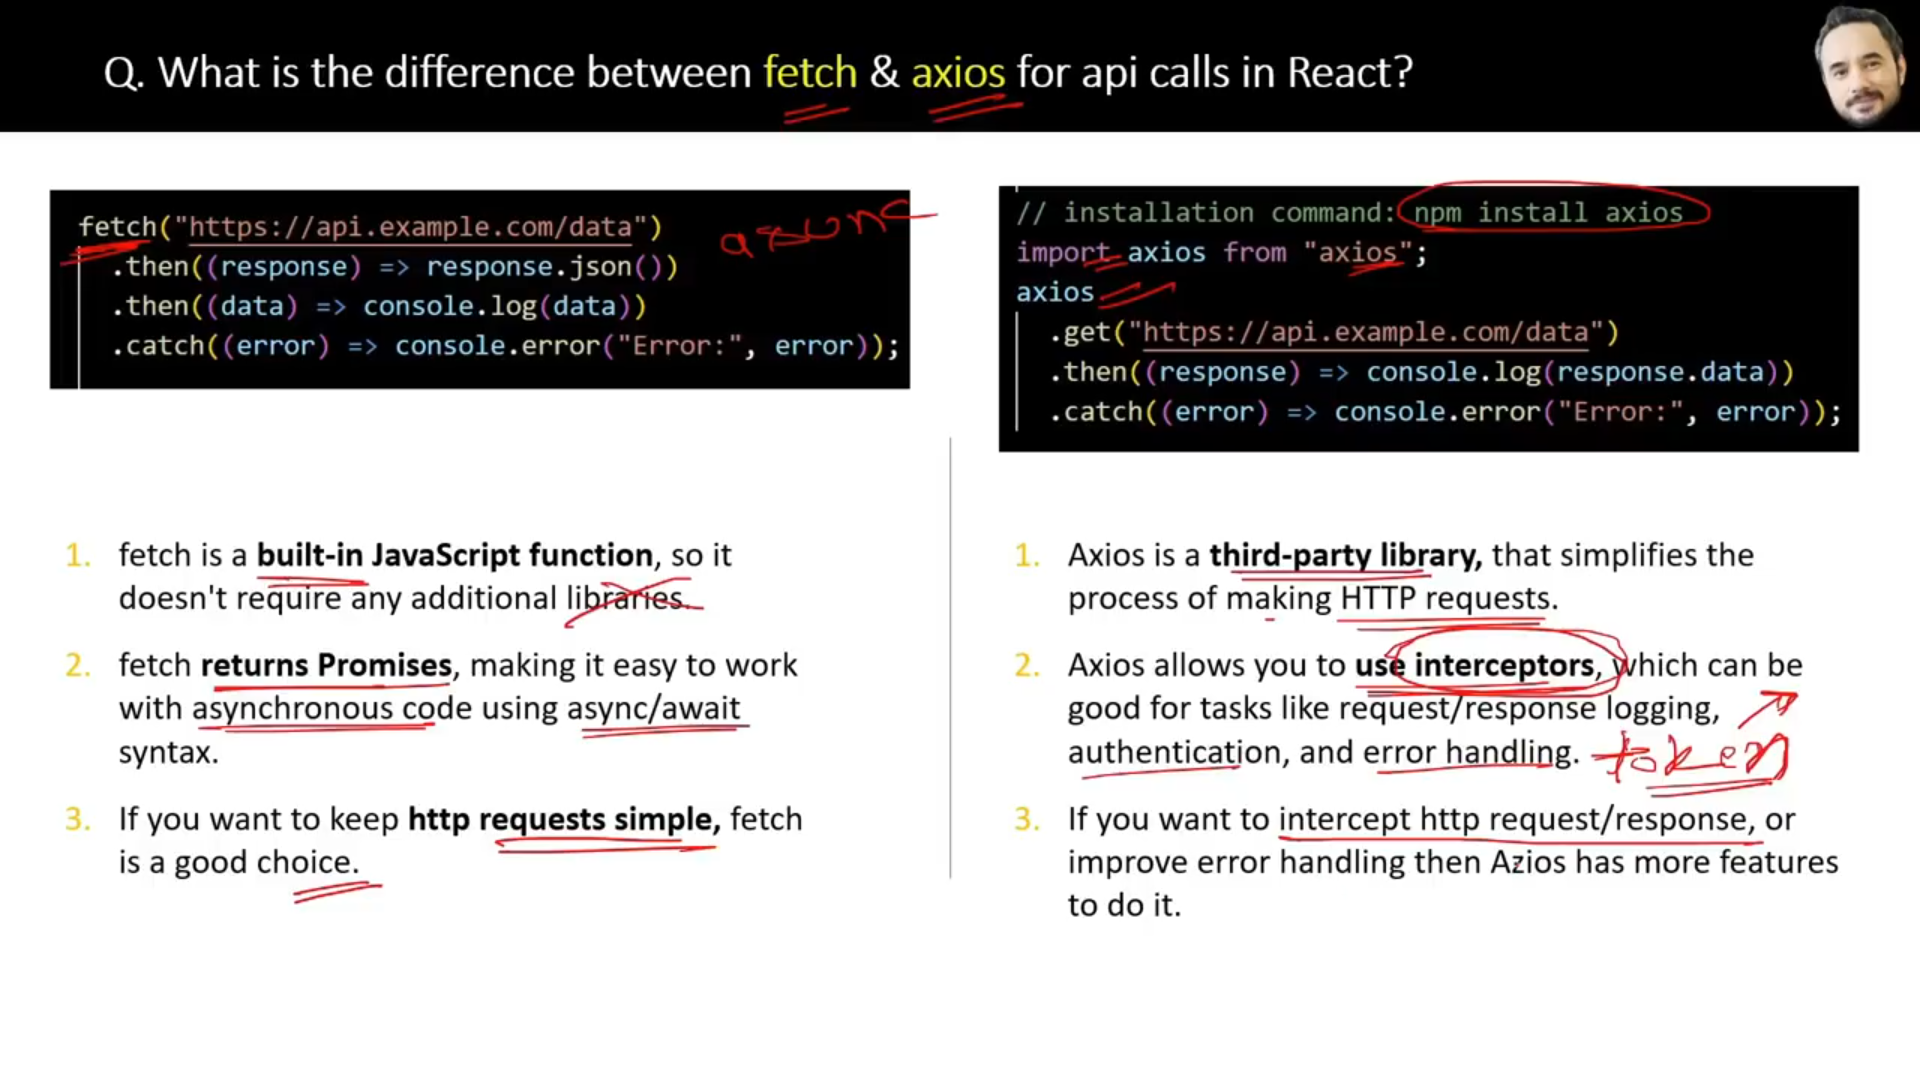 Q. What is the difference between fetch & axios for api calls in React?
fetch("https://api.example.com/data")
.then((response) => response.json())
.then((data) => console.log(data))
.catch((error) => console.error("Error:", error));
async
1. fetch is a built-in JavaScript function, so it
doesn't require any additional libraries.
2. fetch returns Promises, making it easy to work
with asynchronous code using async/await
syntax.
3. If you want to keep http requests simple, fetch
is a good choice.
// installation command: npm install axios
import axios from "axios";
axios
.get("https://api.example.com/data")
.then((response) => console.log(response.data))
.catch((error) => console.error("Error:", error));
1. Axios is a third-party library, that simplifies the
process of making HTTP requests.
2. Axios allows you to use interceptors, which can be
good for tasks like request/response logging,
authentication, and error handling.
token
3. If you want to intercept http request/response, or
improve error handling then Azios has more features
to do it.